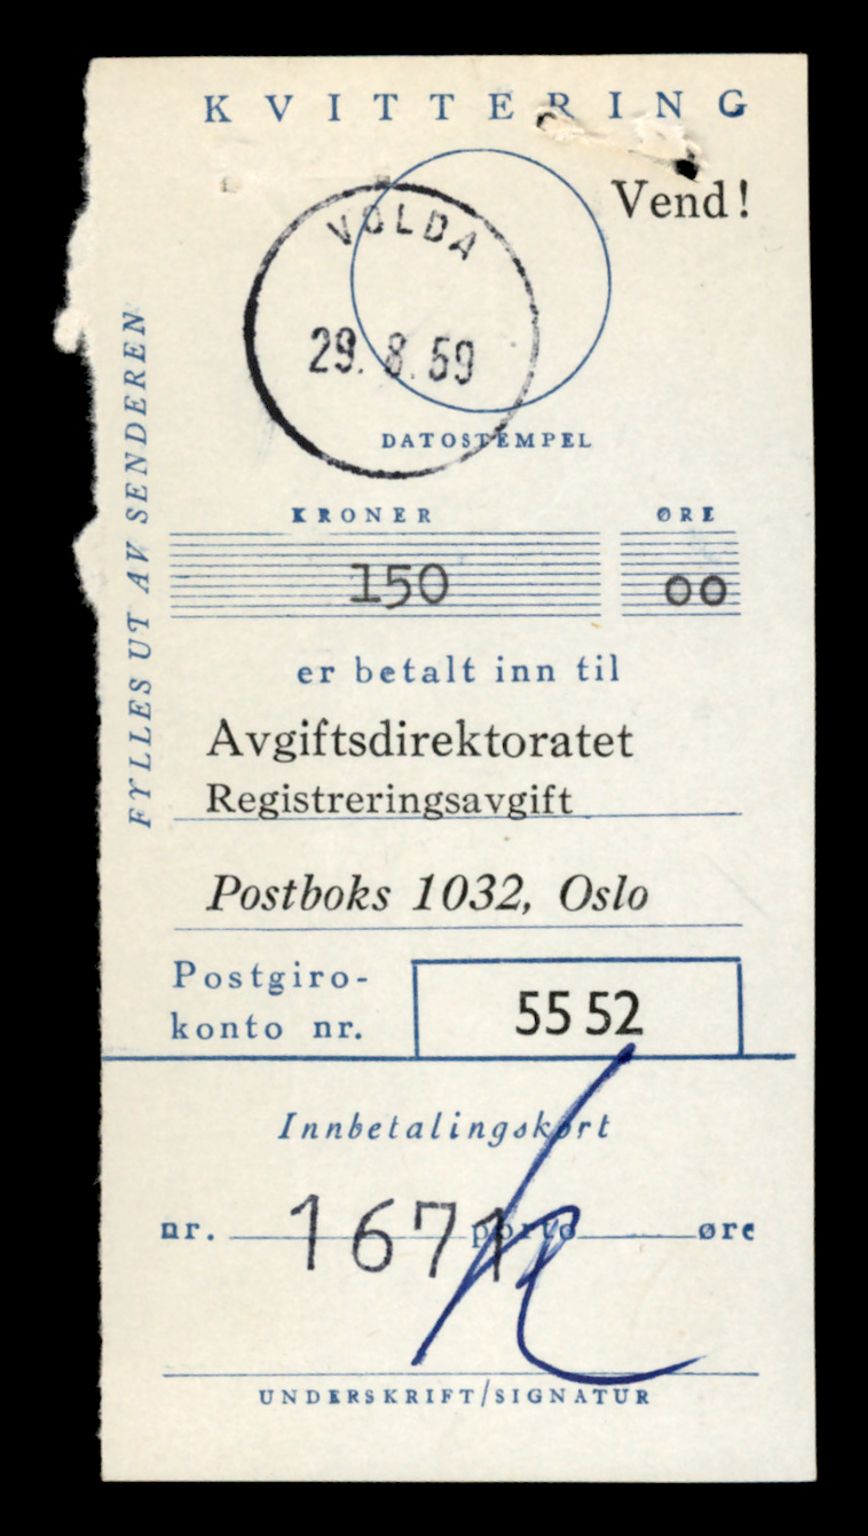 KVITTERING
Vend!
VOLDA
29. 8. 59
DATOSTEMPEL
FYLLES UT AV SENDEREN
KRONER ØRE
150 00
er betalt inn til
Avgiftsdirektoratet
Registreringsavgift
Postboks 1032, Oslo
Postgiro-
konto nr. 55 52
Innbetalingskort
nr. 1671 porto øre
UNDERSKRIFT/SIGNATUR